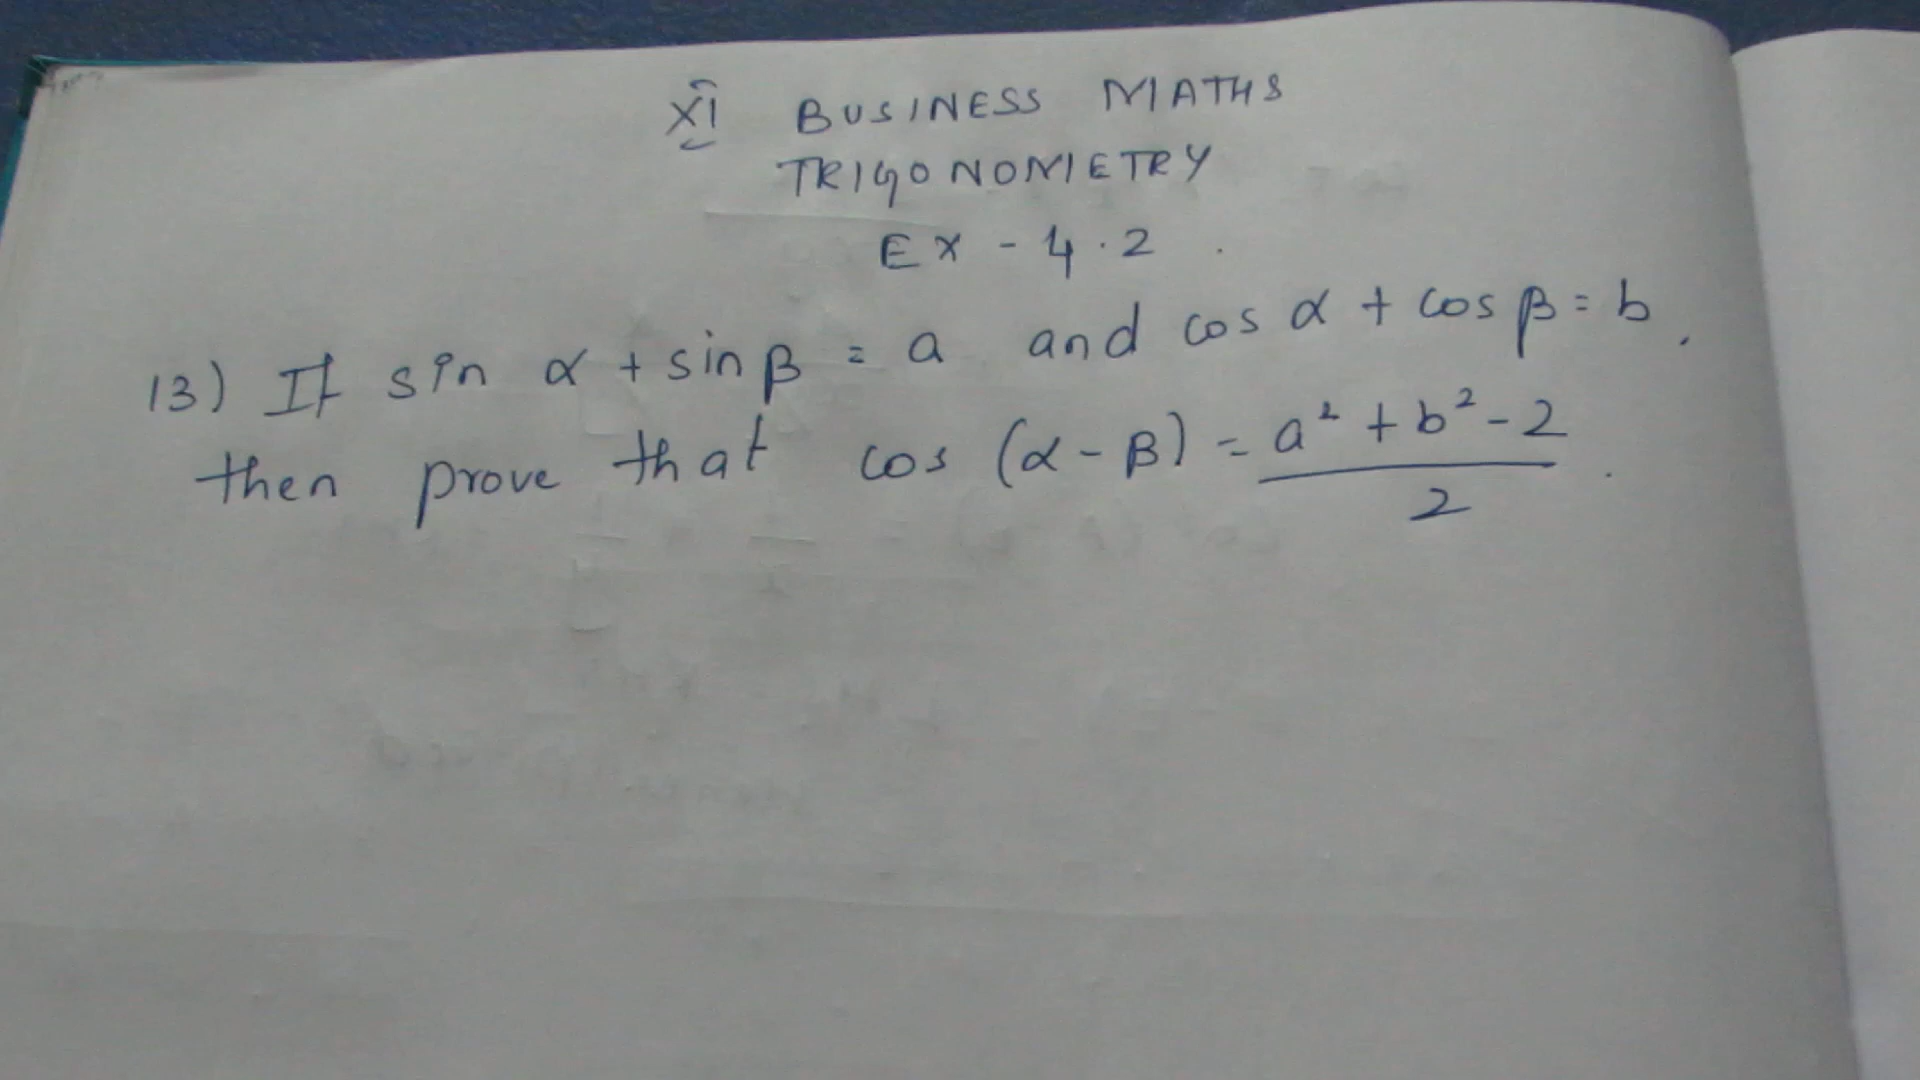 XI BUSINESS MATHS
TRIGONOMETRY
EX - 4.2
13) If sin α + sin β = a and cos α + cos β = b,
then prove that cos (α - β) = a² + b² - 2 / 2.